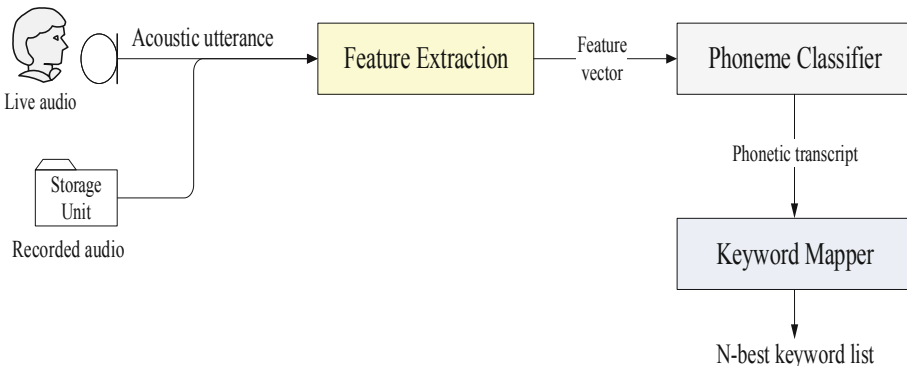 Acoustic utterance
Live audio
Storage
Unit
Recorded audio
Feature Extraction
Feature
vector
Phoneme Classifier
Phonetic transcript
Keyword Mapper
N-best keyword list